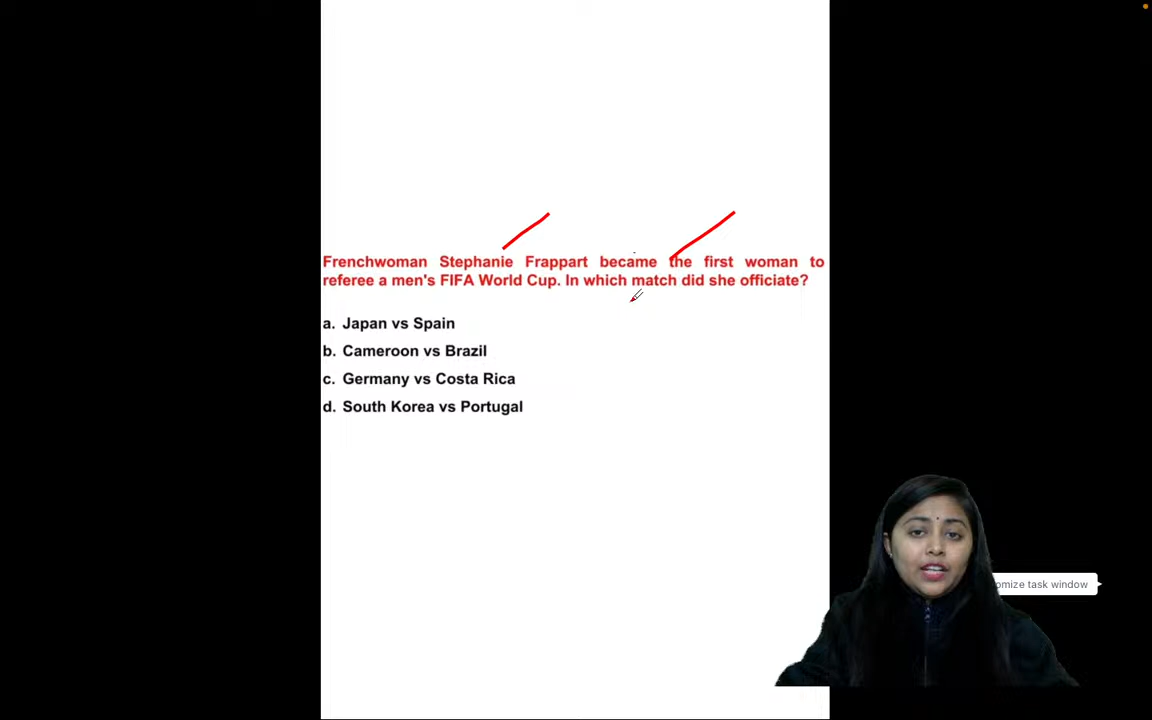 Frenchwoman Stephanie Frappart became the first woman to
referee a men's FIFA World Cup. In which match did she officiate?
a. Japan vs Spain
b. Cameroon vs Brazil
c. Germany vs Costa Rica
d. South Korea vs Portugal
task window